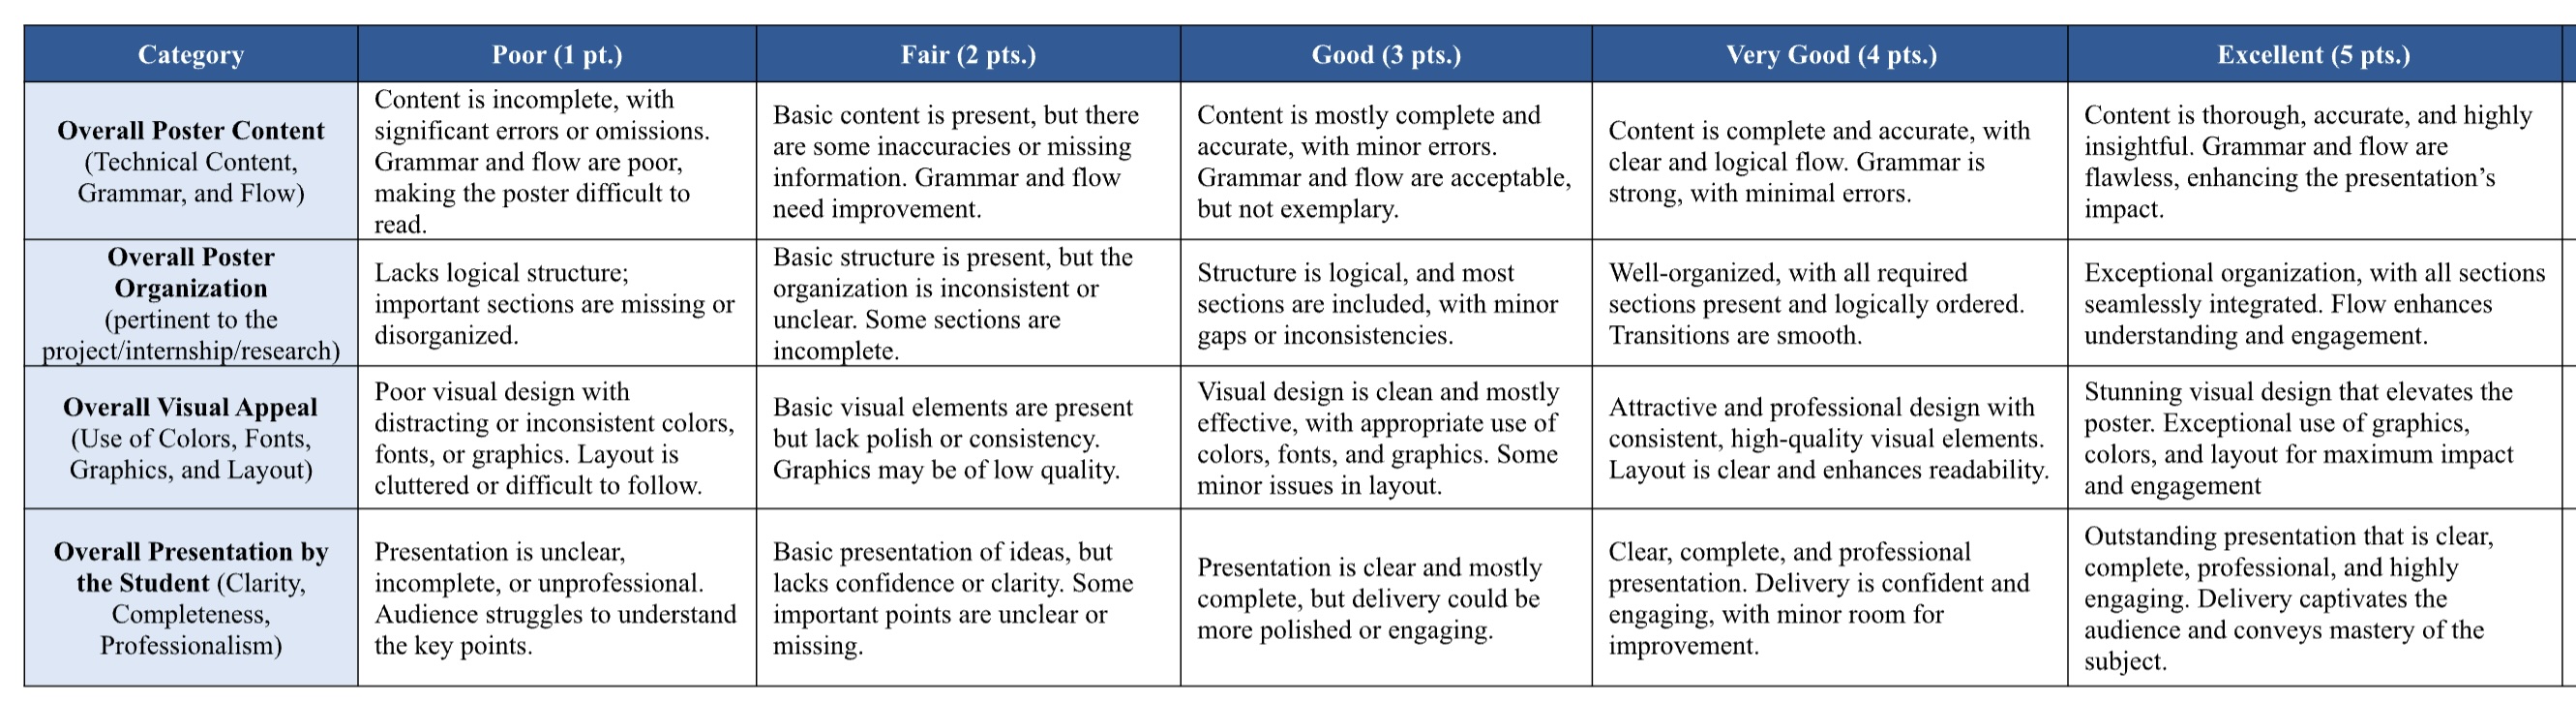 Category
Poor (1 pt.)
Fair (2 pts.)
Good (3 pts.)
Very Good (4 pts.)
Excellent (5 pts.)
Overall Poster Content
(Technical Content,
Grammar, and Flow)
Content is incomplete, with
significant errors or omissions.
Grammar and flow are poor,
making the poster difficult to
read.
Basic content is present, but there
are some inaccuracies or missing
information. Grammar and flow
need improvement.
Content is mostly complete and
accurate, with minor errors.
Grammar and flow are acceptable,
but not exemplary.
Content is complete and accurate, with
clear and logical flow. Grammar is
strong, with minimal errors.
Content is thorough, accurate, and highly
insightful. Grammar and flow are
flawless, enhancing the presentation’s
impact.
Overall Poster
Organization
(pertinent to the
project/internship/research)
Lacks logical structure;
important sections are missing or
disorganized.
Basic structure is present, but the
organization is inconsistent or
unclear. Some sections are
incomplete.
Structure is logical, and most
sections are included, with minor
gaps or inconsistencies.
Well-organized, with all required
sections present and logically ordered.
Transitions are smooth.
Exceptional organization, with all sections
seamlessly integrated. Flow enhances
understanding and engagement.
Overall Visual Appeal
(Use of Colors, Fonts,
Graphics, and Layout)
Poor visual design with
distracting or inconsistent colors,
fonts, or graphics. Layout is
cluttered or difficult to follow.
Basic visual elements are present
but lack polish or consistency.
Graphics may be of low quality.
Visual design is clean and mostly
effective, with appropriate use of
colors, fonts, and graphics. Some
minor issues in layout.
Attractive and professional design with
consistent, high-quality visual elements.
Layout is clear and enhances readability.
Stunning visual design that elevates the
poster. Exceptional use of graphics,
colors, and layout for maximum impact
and engagement
Overall Presentation by
the Student (Clarity,
Completeness,
Professionalism)
Presentation is unclear,
incomplete, or unprofessional.
Audience struggles to understand
the key points.
Basic presentation of ideas, but
lacks confidence or clarity. Some
important points are unclear or
missing.
Presentation is clear and mostly
complete, but delivery could be
more polished or engaging.
Clear, complete, and professional
presentation. Delivery is confident and
engaging, with minor room for
improvement.
Outstanding presentation that is clear,
complete, professional, and highly
engaging. Delivery captivates the
audience and conveys mastery of the
subject.